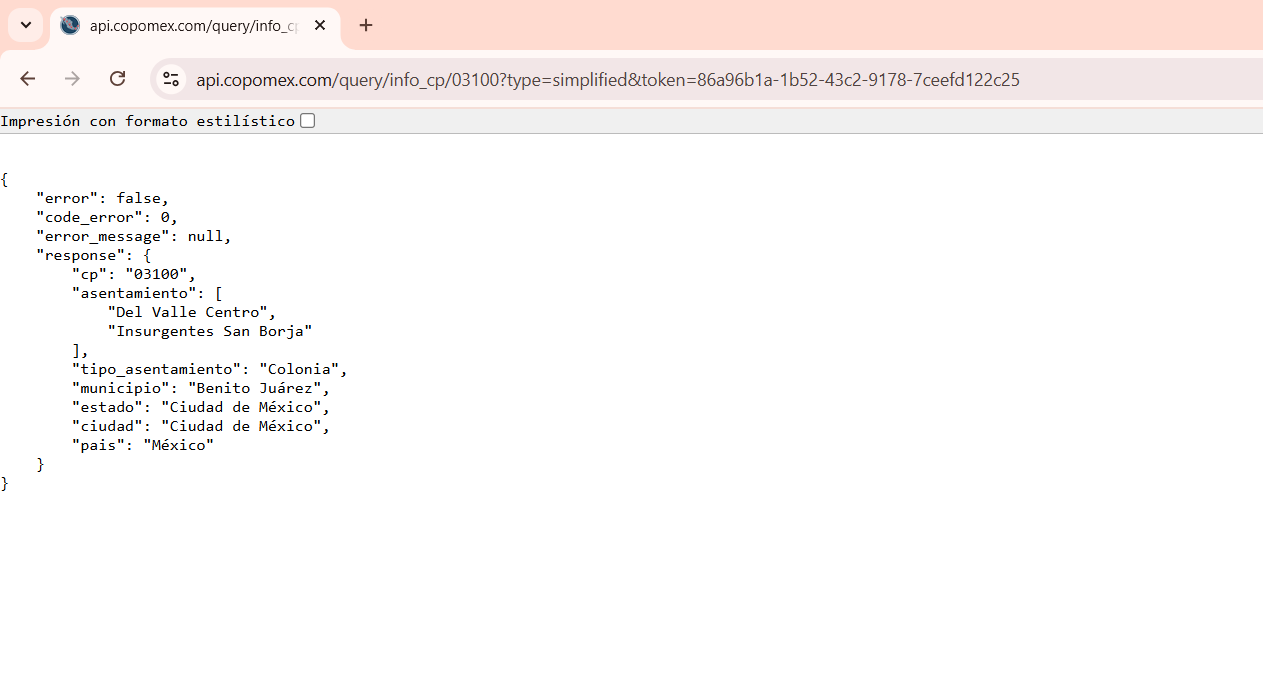 api.copomex.com/query/info_cp
api.copomex.com/query/info_cp/03100?type=simplified&token=86a96b1a-1b52-43c2-9178-7ceefd122c25
Impresión con formato estilístico
{
    "error": false,
    "code_error": 0,
    "error_message": null,
    "response": {
        "cp": "03100",
        "asentamiento": [
            "Del Valle Centro",
            "Insurgentes San Borja"
        ],
        "tipo_asentamiento": "Colonia",
        "municipio": "Benito Juárez",
        "estado": "Ciudad de México",
        "ciudad": "Ciudad de México",
        "pais": "México"
    }
}